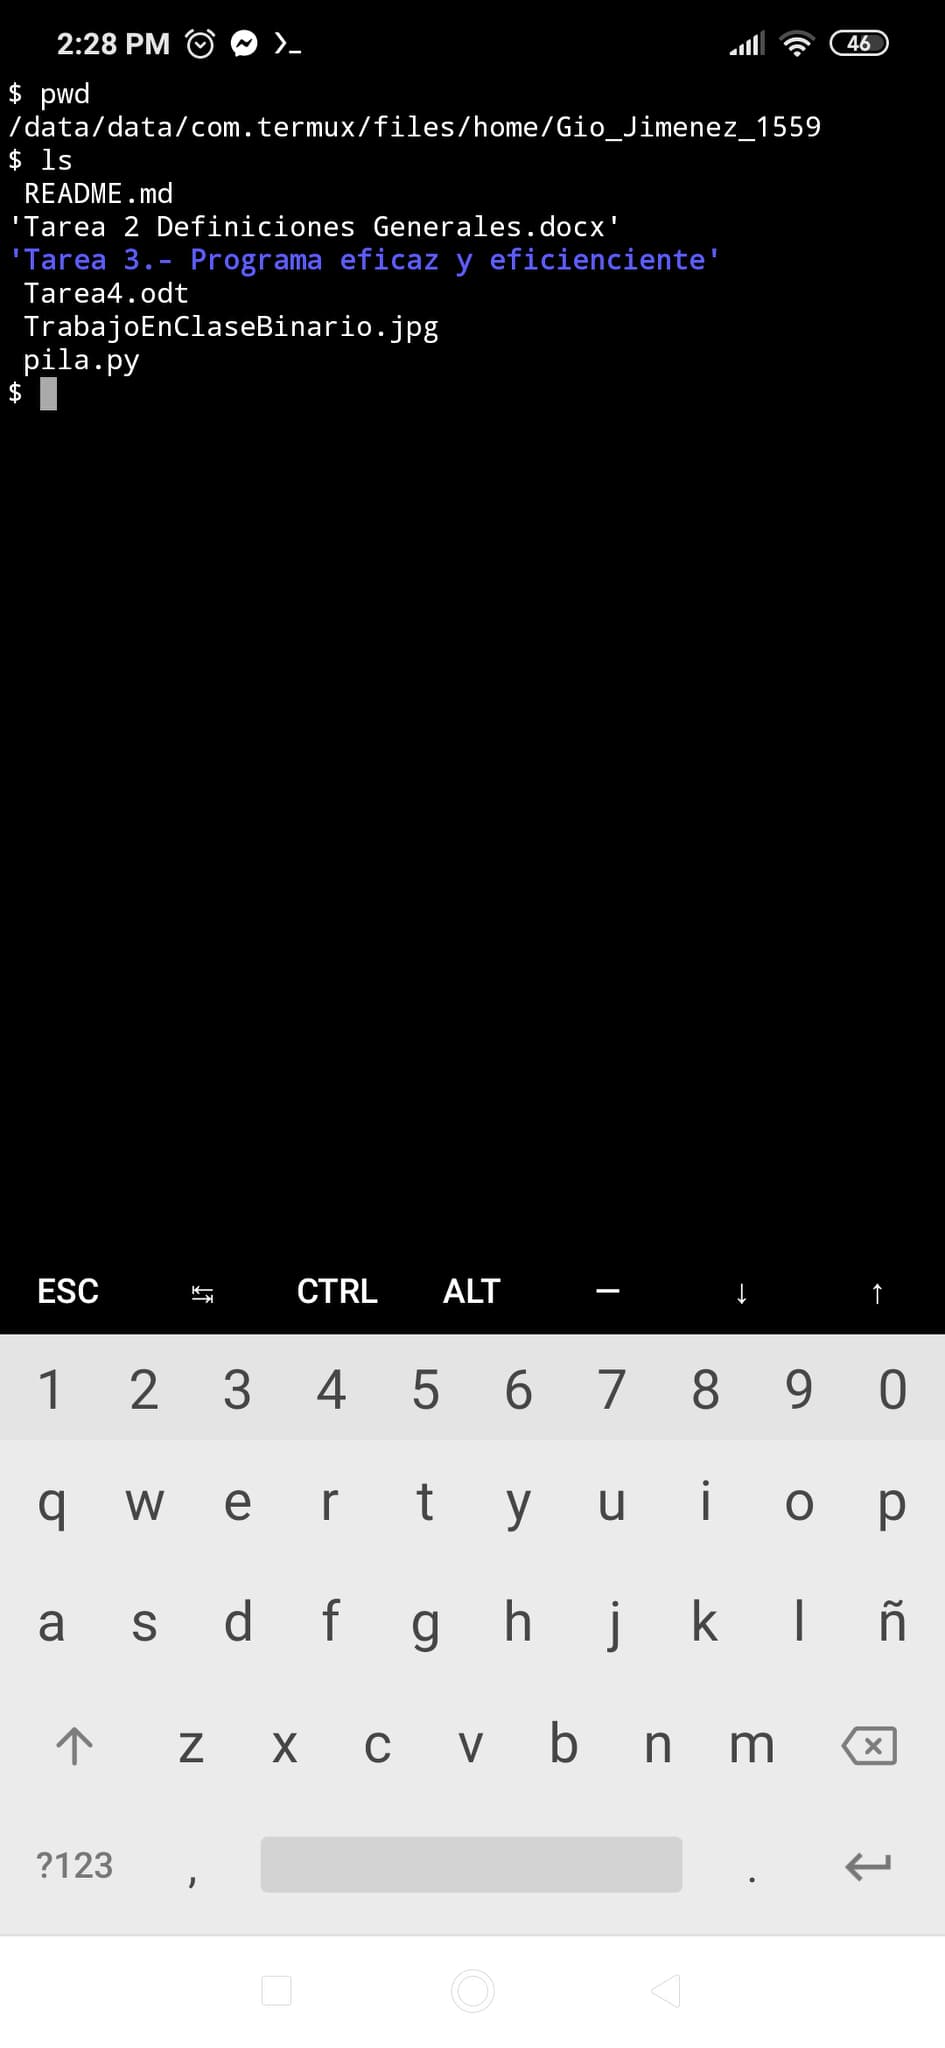 2:28 PM >_ 46
$ pwd
/data/data/com.termux/files/home/Gio_Jimenez_1559
$ ls
README.md
'Tarea 2 Definiciones Generales.docx'
'Tarea 3.- Programa eficaz y eficienciente'
Tarea4.odt
TrabajoEnClaseBinario.jpg
pila.py
$
ESC ↹ CTRL ALT — ↓ ↑
1 2 3 4 5 6 7 8 9 0
q w e r t y u i o p
a s d f g h j k l ñ
z x c v b n m
?123 , .